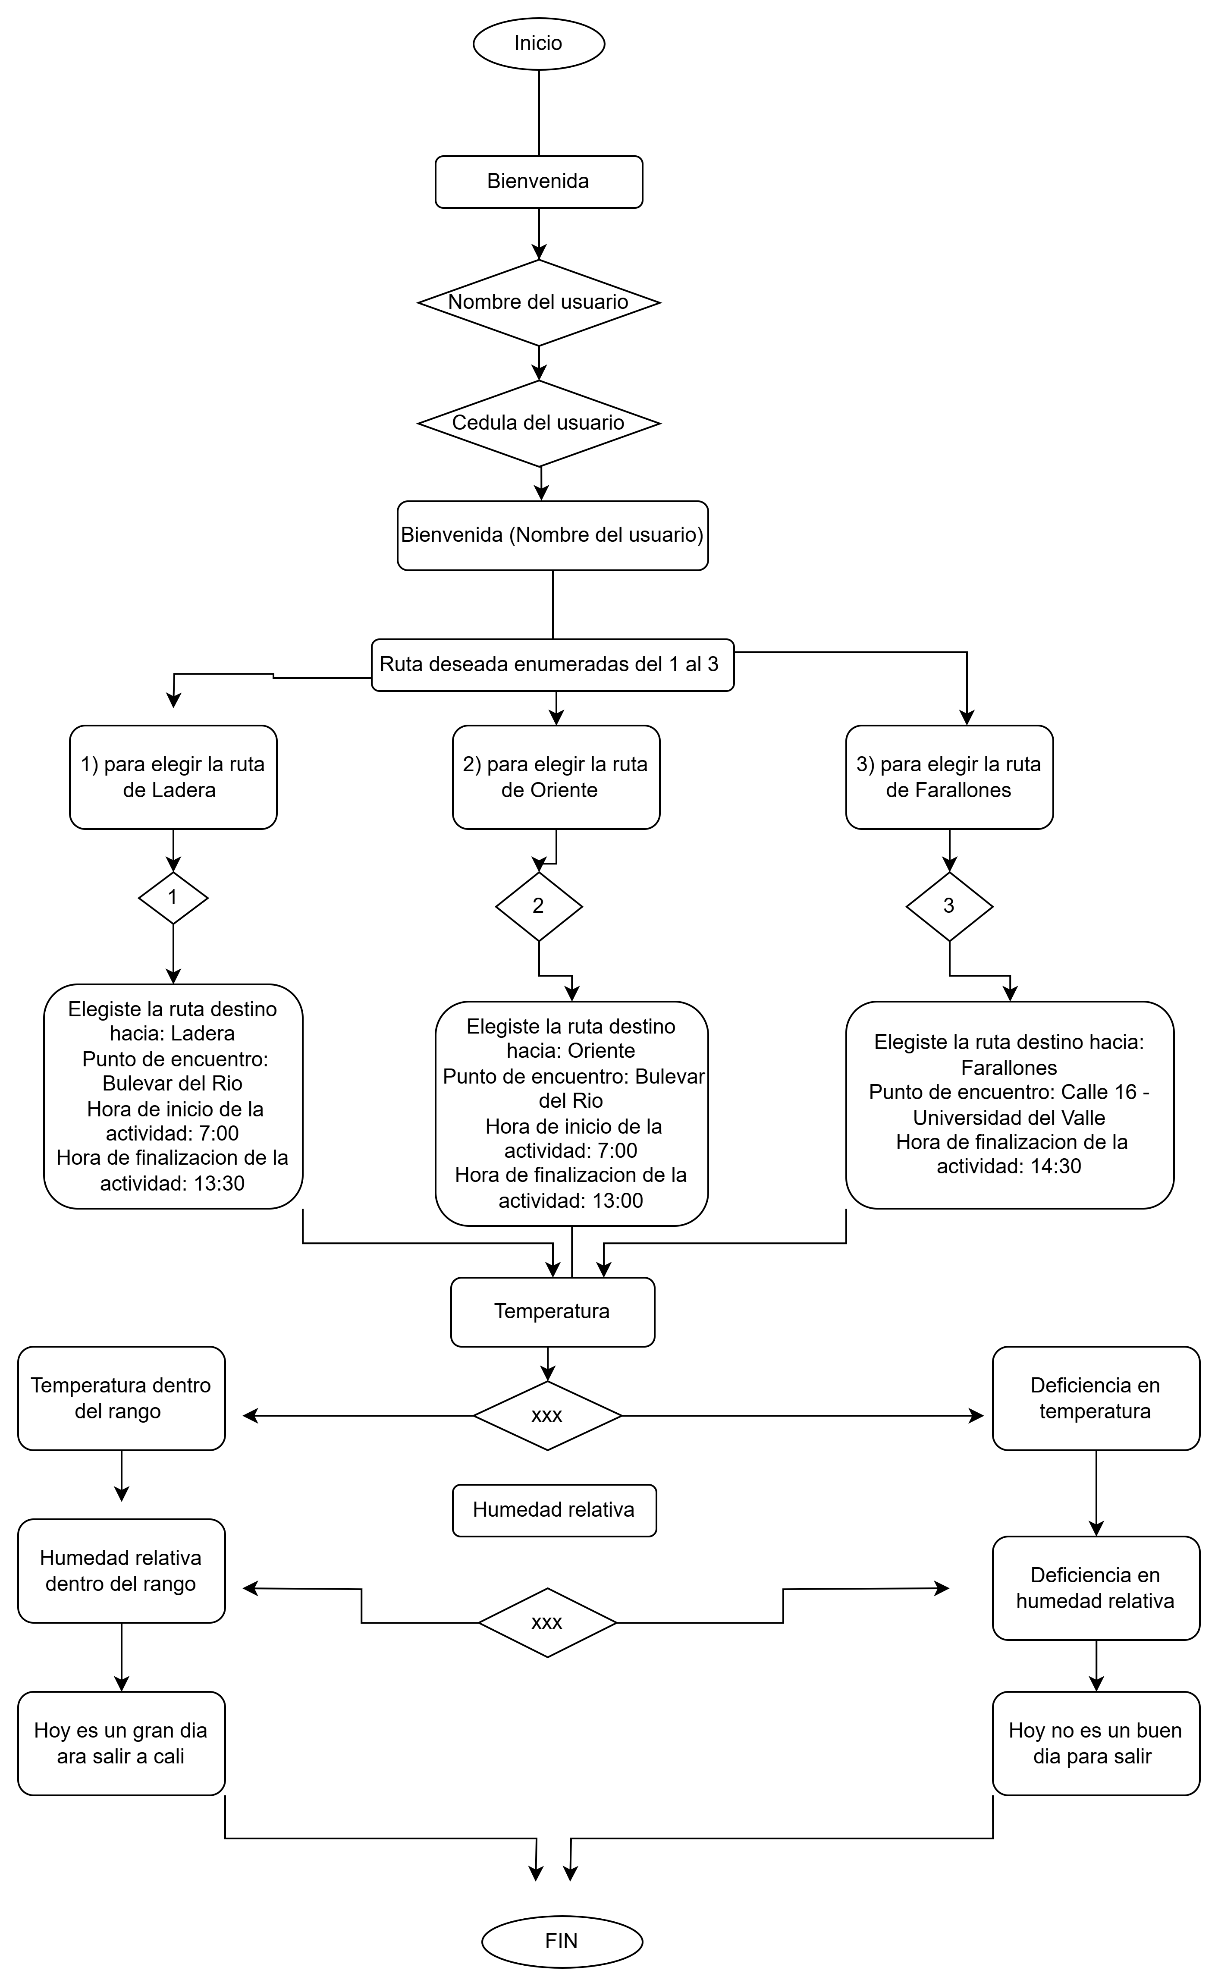 Inicio
Bienvenida
Nombre del usuario
Cedula del usuario
Bienvenida (Nombre del usuario)
Ruta deseada enumeradas del 1 al 3
1) para elegir la ruta
de Ladera
2) para elegir la ruta
de Oriente
3) para elegir la ruta
de Farallones
1
2
3
Elegiste la ruta destino
hacia: Ladera
Punto de encuentro:
Bulevar del Rio
Hora de inicio de la
actividad: 7:00
Hora de finalizacion de la
actividad: 13:30
Elegiste la ruta destino
hacia: Oriente
Punto de encuentro: Bulevar
del Rio
Hora de inicio de la
actividad: 7:00
Hora de finalizacion de la
actividad: 13:00
Elegiste la ruta destino hacia:
Farallones
Punto de encuentro: Calle 16 -
Universidad del Valle
Hora de finalizacion de la
actividad: 14:30
Temperatura
Temperatura dentro
del rango
xxx
Deficiencia en
temperatura
Humedad relativa
Humedad relativa
dentro del rango
xxx
Deficiencia en
humedad relativa
Hoy es un gran dia
ara salir a cali
Hoy no es un buen
dia para salir
FIN